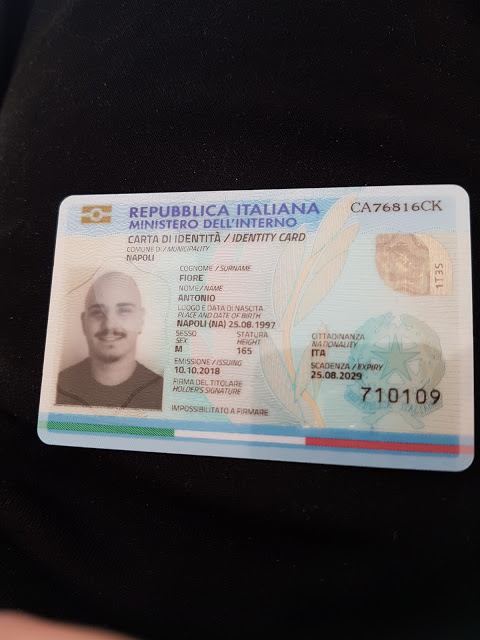 REPUBBLICA ITALIANA
CA76816CK
MINISTERO DELL'INTERNO
CARTA DI IDENTITÀ / IDENTITY CARD
COMUNE DI / MUNICIPALITY
NAPOLI
COGNOME / SURNAME
FIORE
NOME / NAME
ANTONIO
LUOGO E DATA DI NASCITA
PLACE AND DATE OF BIRTH
NAPOLI (NA) 25.08.1997
SESSO
SEX
M
STATURA
HEIGHT
165
CITTADINANZA
NATIONALITY
ITA
EMISSIONE / ISSUING
10.10.2018
SCADENZA / EXPIRY
25.08.2029
FIRMA DEL TITOLARE
HOLDER'S SIGNATURE
710109
IMPOSSIBILITATO A FIRMARE
1T35